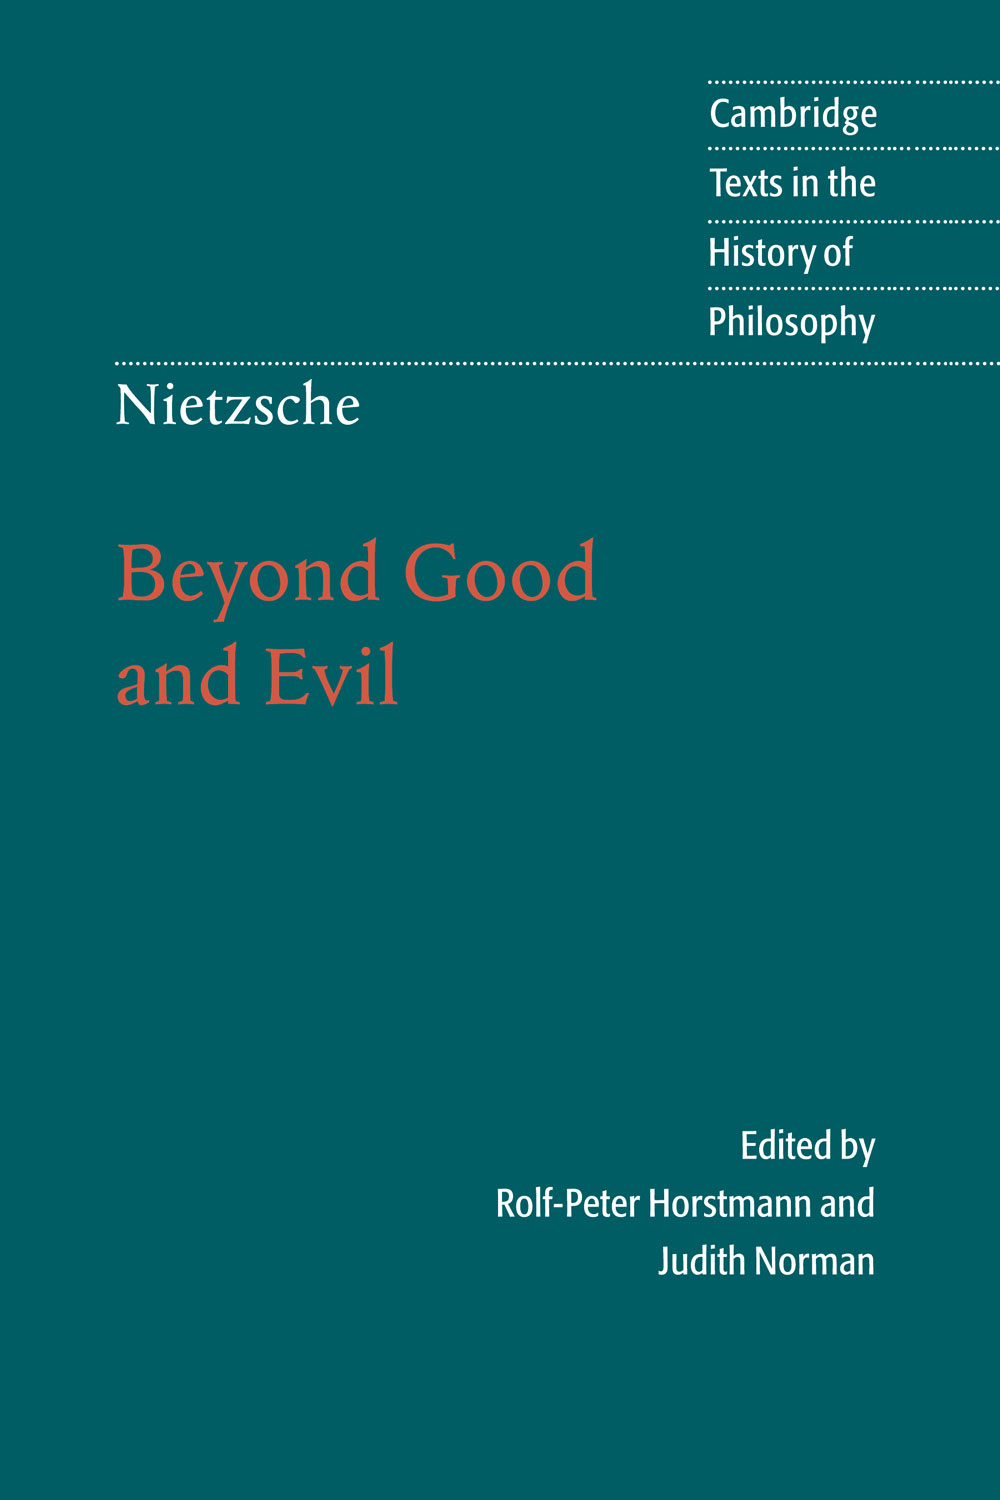 Cambridge
Texts in the
History of
Philosophy
Nietzsche
Beyond Good
and Evil
Edited by
Rolf-Peter Horstmann and
Judith Norman